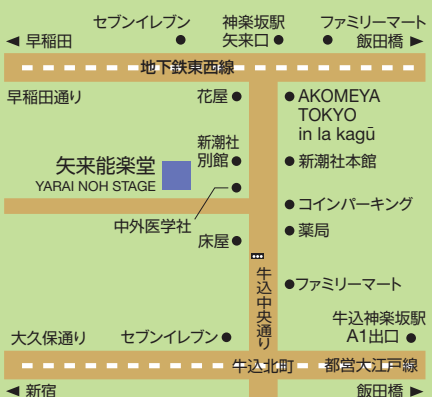 セブンイレブン
神楽坂駅
矢来口
ファミリーマート
◀ 早稲田
飯田橋 ▶
地下鉄東西線
早稲田通り
花屋
AKOMEYA
TOKYO
in la kagū
新潮社
別館
新潮社本館
矢来能楽堂
YARAI NOH STAGE
コインパーキング
中外医学社
薬局
床屋
牛込中央通り
ファミリーマート
牛込神楽坂駅
A1出口
大久保通り
セブンイレブン
牛込北町
都営大江戸線
◀ 新宿
飯田橋 ▶